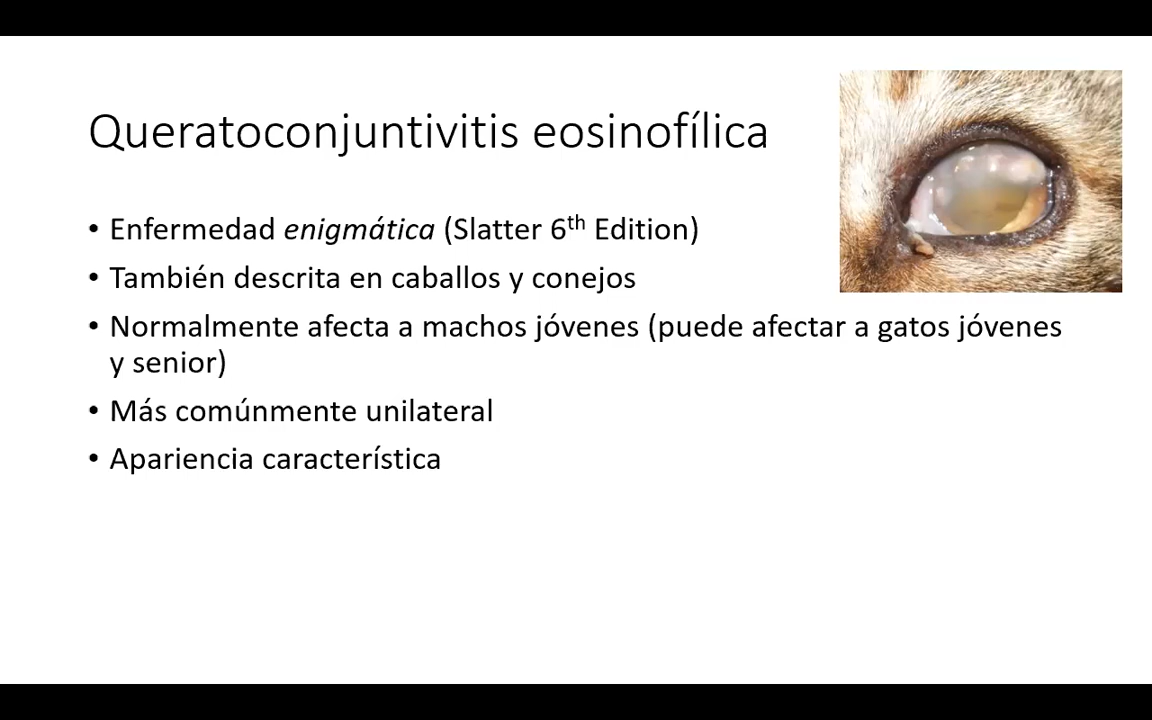 Queratoconjuntivitis eosinofílica
• Enfermedad enigmática (Slatter 6th Edition)
• También descrita en caballos y conejos
• Normalmente afecta a machos jóvenes (puede afectar a gatos jóvenes
y senior)
• Más comúnmente unilateral
• Apariencia característica